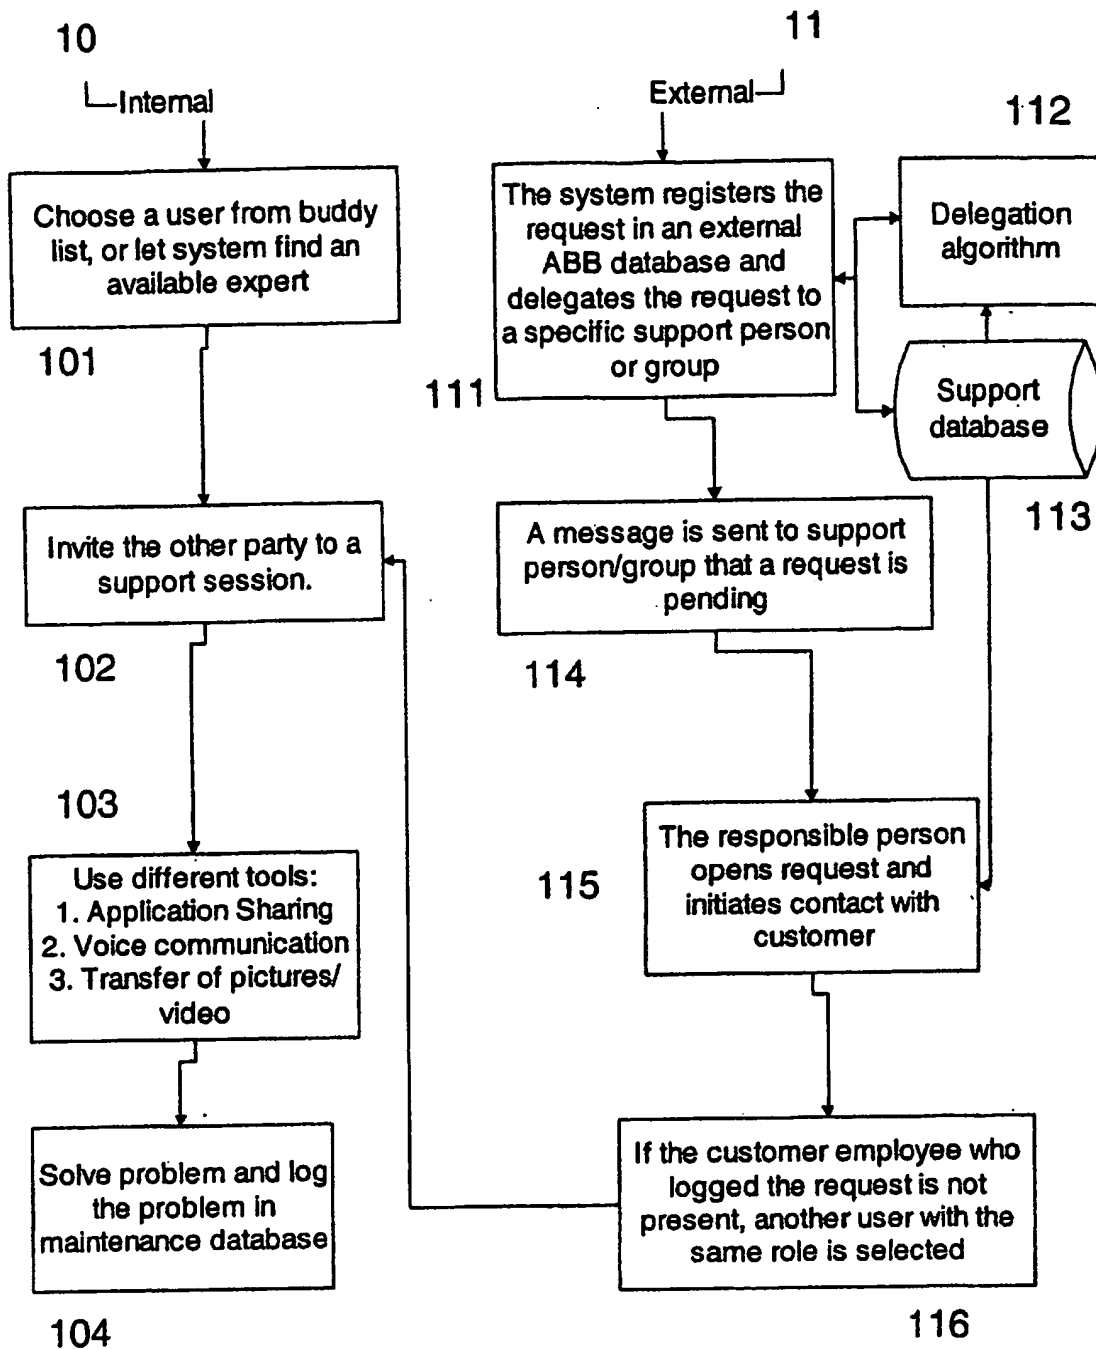 10
Internal
Choose a user from buddy
list, or let system find an
available expert
101
Invite the other party to a
support session.
102
103
Use different tools:
1. Application Sharing
2. Voice communication
3. Transfer of pictures/
video
Solve problem and log
the problem in
maintenance database
104
11
External
The system registers the
request in an external
ABB database and
delegates the request to
a specific support person
or group
111
112
Delegation
algorithm
Support
database
113
A message is sent to support
person/group that a request is
pending
114
The responsible person
opens request and
initiates contact with
customer
115
If the customer employee who
logged the request is not
present, another user with the
same role is selected
116